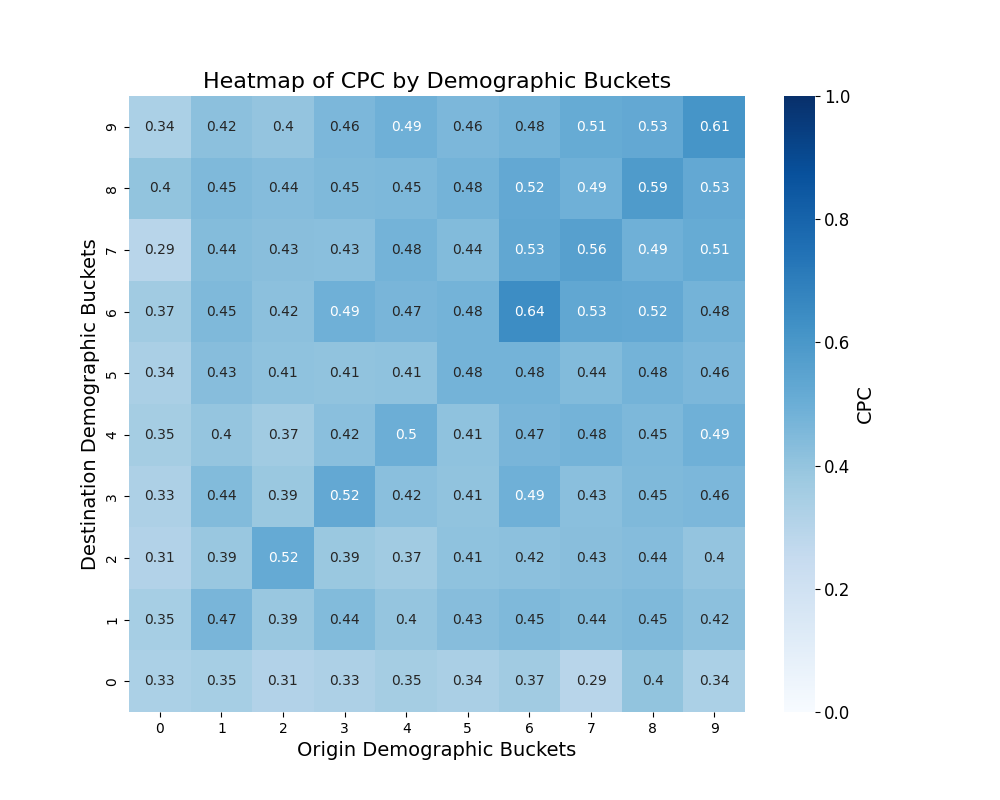 Heatmap of CPC by Demographic Buckets
9 0.34 0.42 0.4 0.46 0.49 0.46 0.48 0.51 0.53 0.61
8 0.4 0.45 0.44 0.45 0.45 0.48 0.52 0.49 0.59 0.53
7 0.29 0.44 0.43 0.43 0.48 0.44 0.53 0.56 0.49 0.51
6 0.37 0.45 0.42 0.49 0.47 0.48 0.64 0.53 0.52 0.48
5 0.34 0.43 0.41 0.41 0.41 0.48 0.48 0.44 0.48 0.46
4 0.35 0.4 0.37 0.42 0.5 0.41 0.47 0.48 0.45 0.49
3 0.33 0.44 0.39 0.52 0.42 0.41 0.49 0.43 0.45 0.46
2 0.31 0.39 0.52 0.39 0.37 0.41 0.42 0.43 0.44 0.4
1 0.35 0.47 0.39 0.44 0.4 0.43 0.45 0.44 0.45 0.42
0 0.33 0.35 0.31 0.33 0.35 0.34 0.37 0.29 0.4 0.34
0 1 2 3 4 5 6 7 8 9
Origin Demographic Buckets
Destination Demographic Buckets
1.0
0.8
0.6
0.4
0.2
0.0
CPC